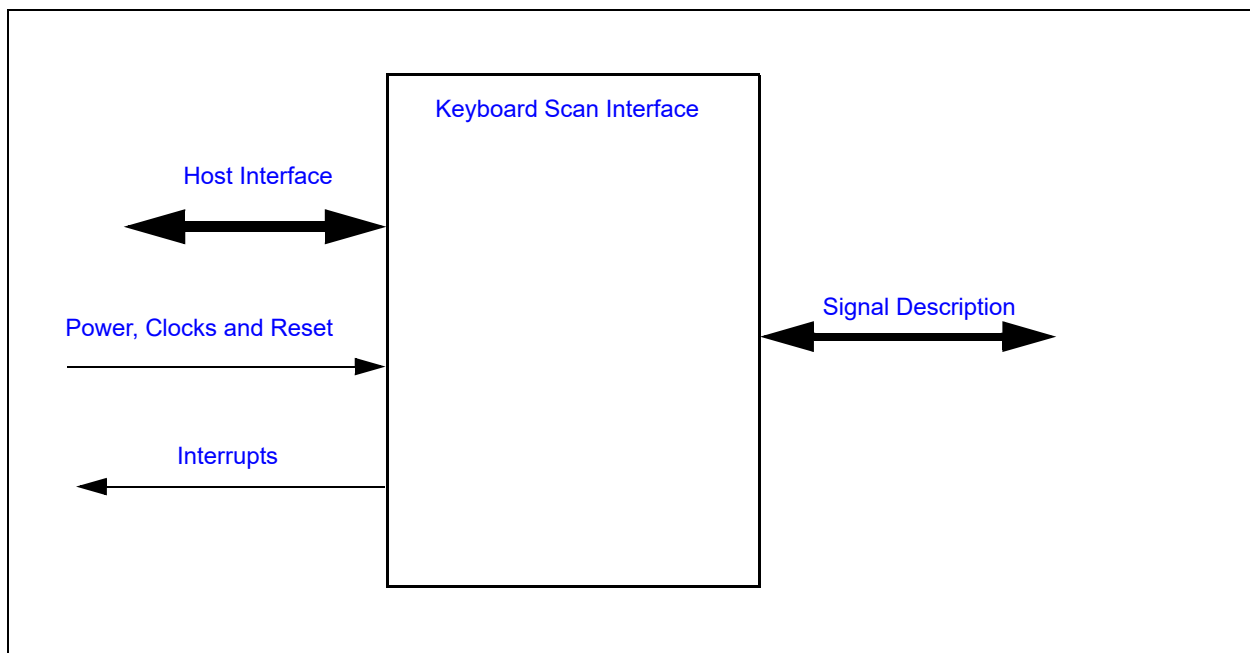 Keyboard Scan Interface
Host Interface
Signal Description
Power, Clocks and Reset
Interrupts